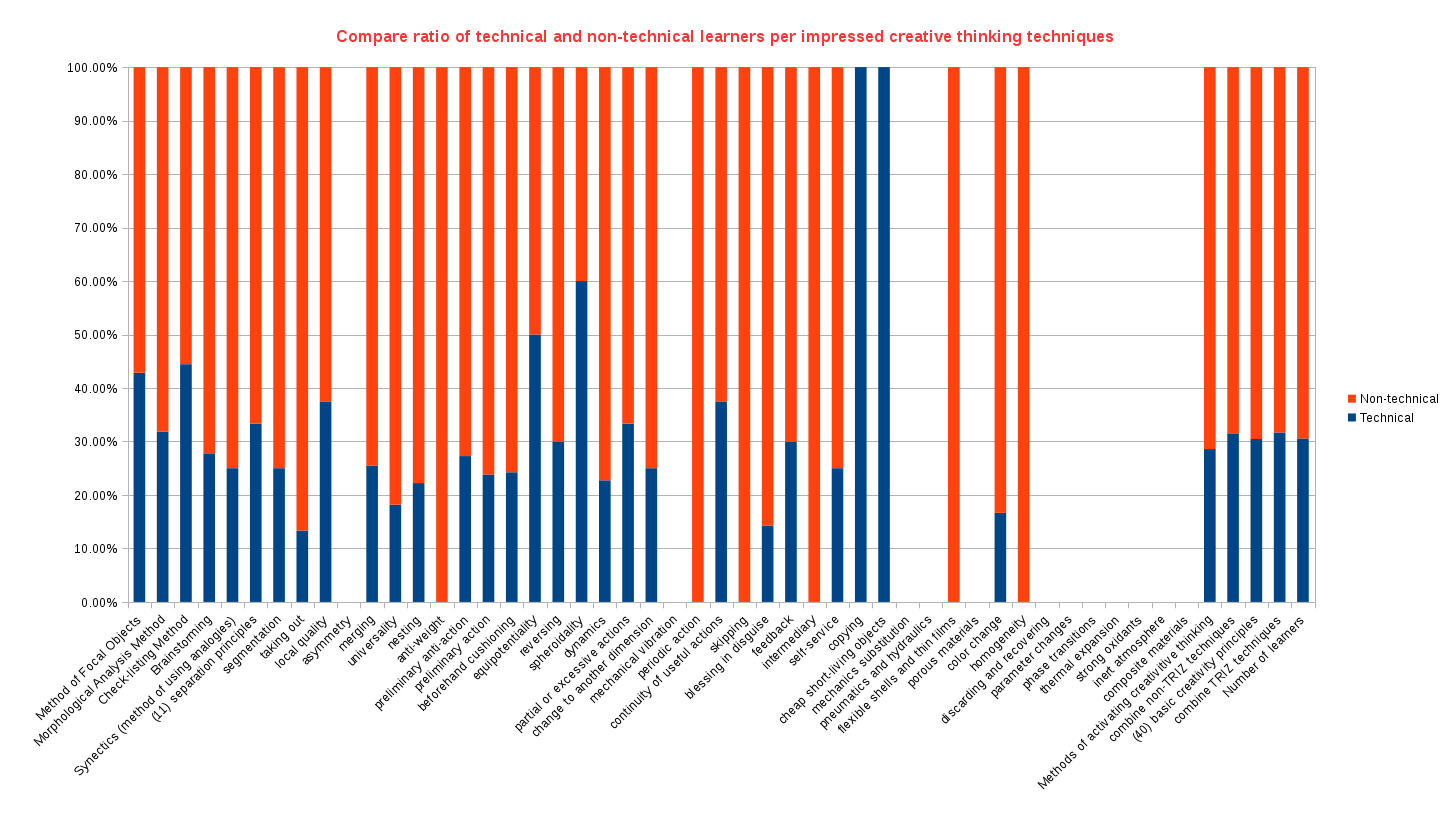 Compare ratio of technical and non-technical learners per impressed creative thinking techniques
100.00%
90.00%
80.00%
70.00%
60.00%
50.00%
40.00%
30.00%
20.00%
10.00%
0.00%
Non-technical
Technical
Method of Focal Objects
Morphological Analysis Method
Check-listing Method
Brainstorming
Synectics (method of using analogies)
(11) separation principles
segmentation
taking out
local quality
asymmetry
merging
universality
nesting
anti-weight
preliminary anti-action
preliminary action
beforehand cushioning
equipotentiality
reversing
spheroidality
dynamics
partial or excessive actions
change to another dimension
mechanical vibration
periodic action
continuity of useful actions
skipping
blessing in disguise
feedback
intermediary
self-service
copying
cheap short-living objects
mechanics substitution
pneumatics and hydraulics
flexible shells and thin films
porous materials
color change
homogeneity
discarding and recovering
parameter changes
phase transitions
thermal expansion
strong oxidants
inert atmosphere
composite materials
Methods of activating creativitive thinking
combine non-TRIZ techniques
(40) basic creativity principles
combine TRIZ techniques
Number of learners